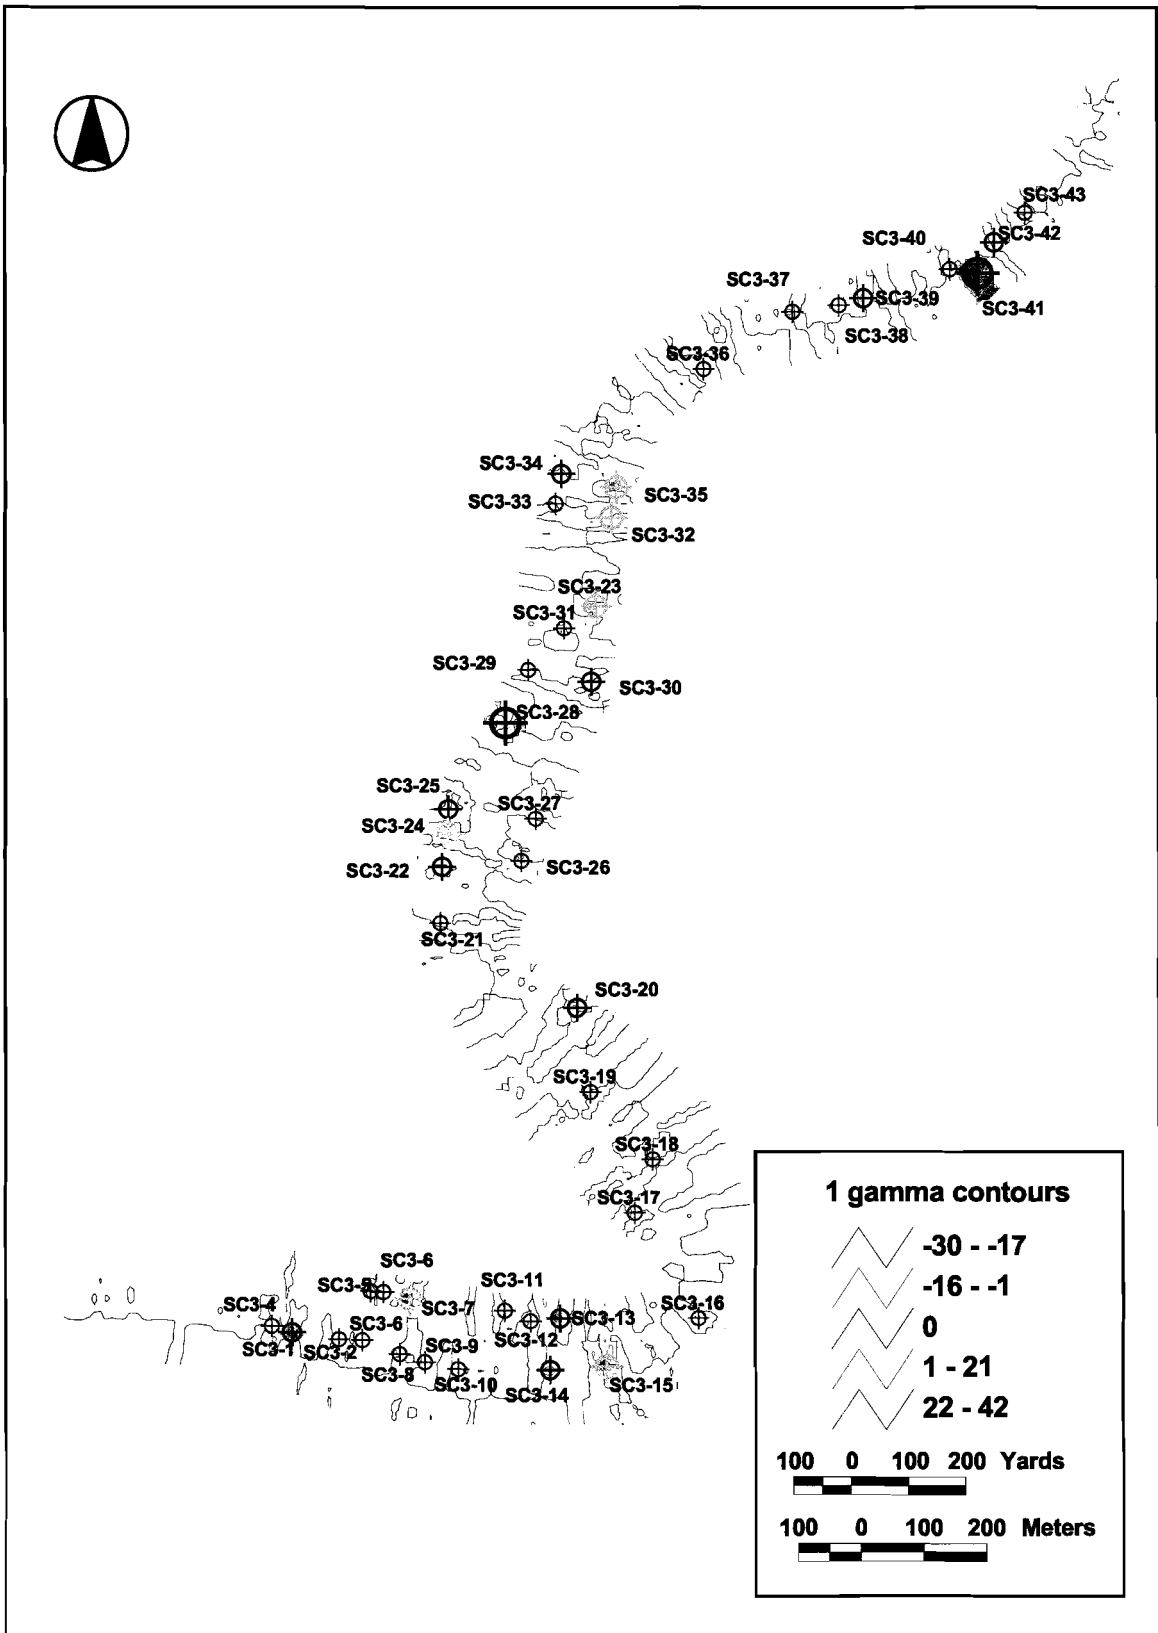 SC3-43
SC3-42
SC3-40
SC3-41
SC3-37
SC3-39
SC3-38
SC3-36
SC3-34
SC3-35
SC3-33
SC3-32
SC3-23
SC3-31
SC3-29
SC3-30
SC3-28
SC3-25
SC3-27
SC3-24
SC3-26
SC3-22
SC3-21
SC3-20
SC3-19
SC3-18
SC3-17
SC3-6
SC3-5
SC3-11
SC3-4
SC3-7
SC3-16
SC3-13
SC3-6
SC3-12
SC3-1
SC3-2
SC3-9
SC3-8
SC3-10
SC3-14
SC3-15
1 gamma contours
-30 - -17
-16 - -1
0
1 - 21
22 - 42
100 0 100 200 Yards
100 0 100 200 Meters